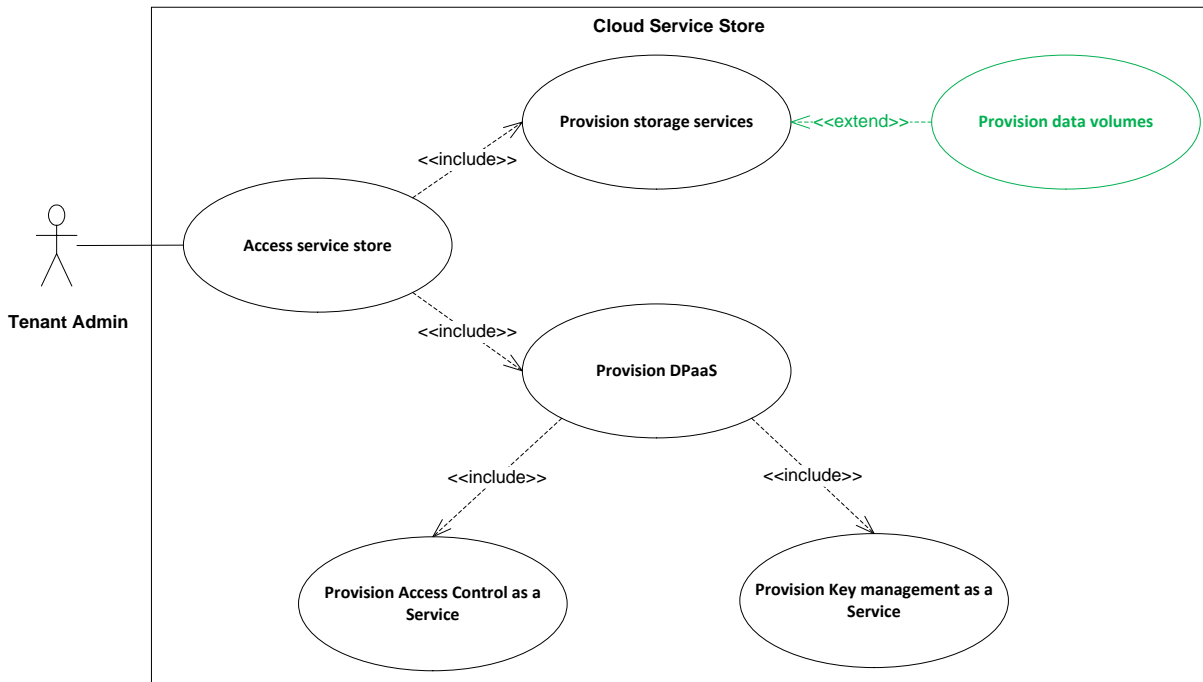 Cloud Service Store
Provision storage services
<<extend>>
Provision data volumes
<<include>>
Access service store
Tenant Admin
<<include>>
Provision DPaaS
<<include>>
<<include>>
Provision Access Control as a
Service
Provision Key management as a
Service